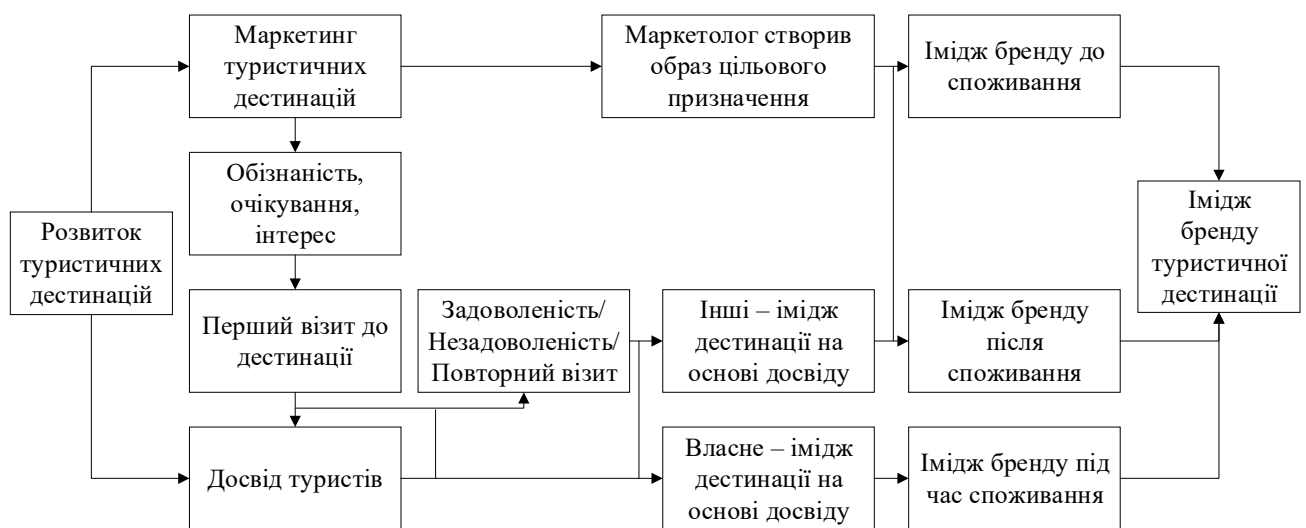 Маркетинг
туристичних
дестинацій
Маркетолог створив
образ цільового
призначення
Імідж бренду до
споживання
Обізнаність,
очікування,
інтерес
Розвиток
туристичних
дестинацій
Імідж
бренду
туристичної
дестинації
Перший візит до
дестинації
Задоволеність/
Незадоволеність/
Повторний візит
Інші – імідж
дестинації на
основі досвіду
Імідж бренду
після
споживання
Досвід туристів
Власне – імідж
дестинації на
основі досвіду
Імідж бренду під
час споживання